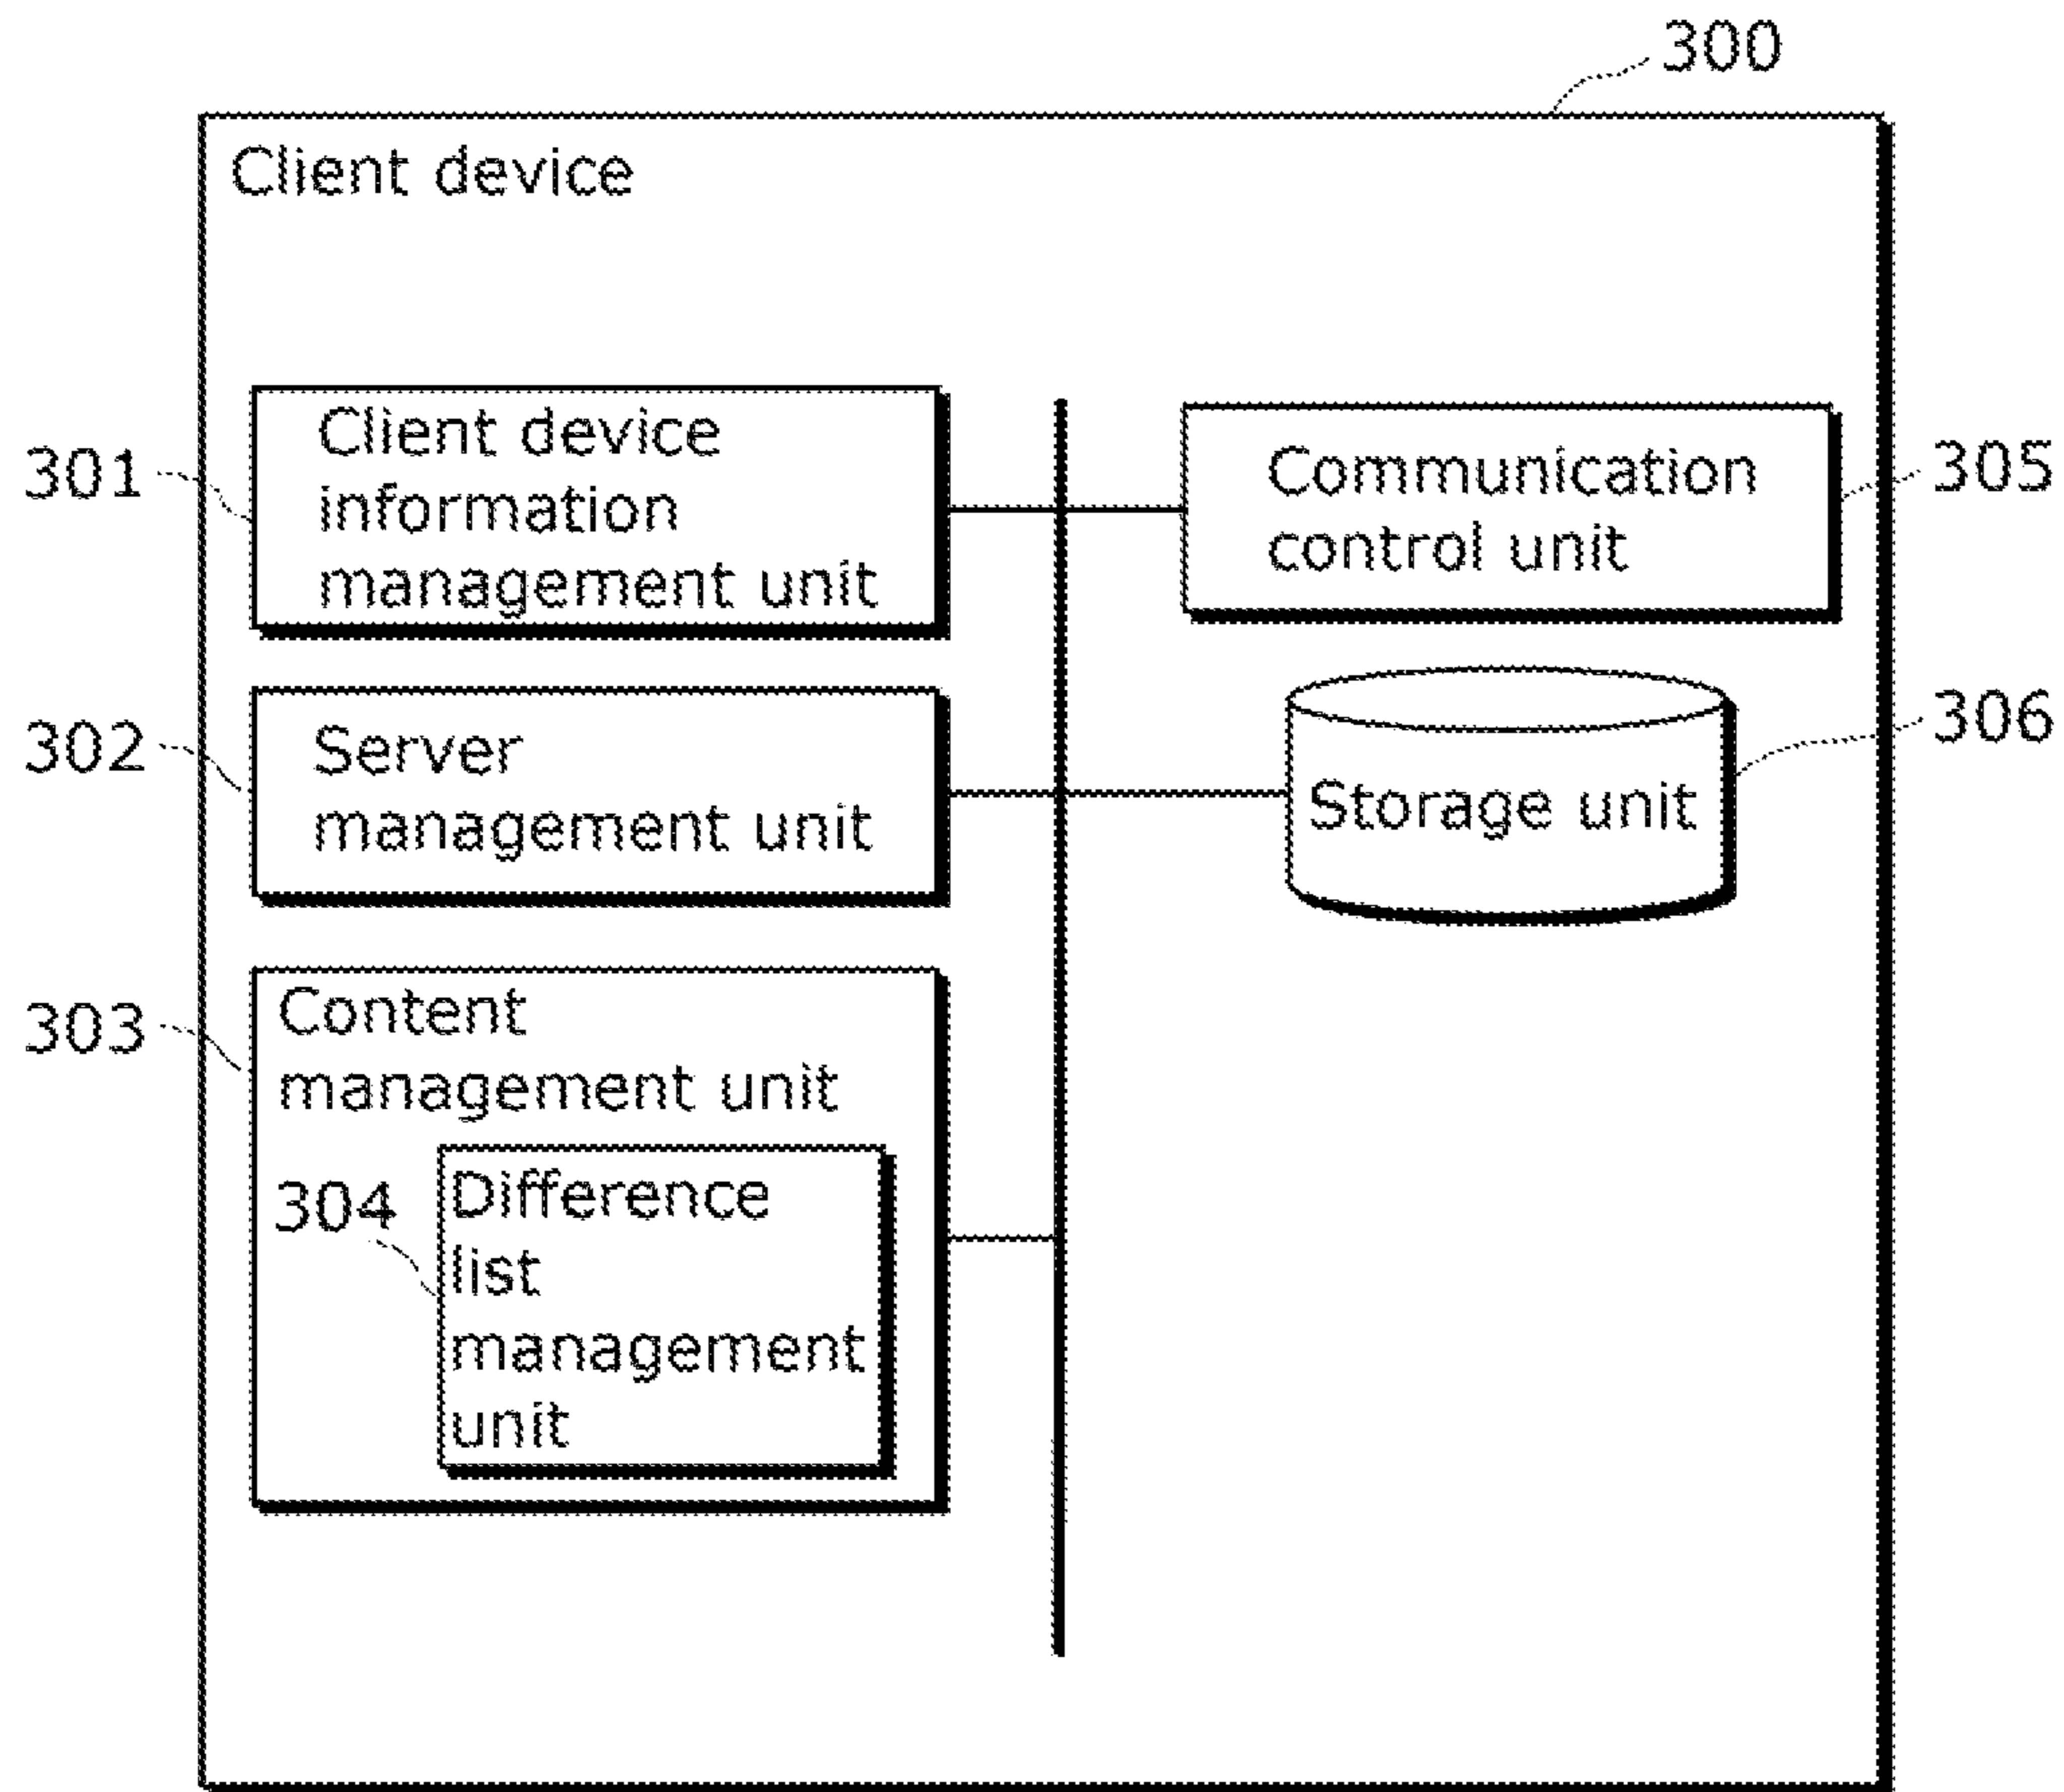 300
Client device
301
Client device
information
management unit
Communication
control unit
305
302
Server
management unit
Storage unit
306
303
Content
management unit
304
Difference
list
management
unit